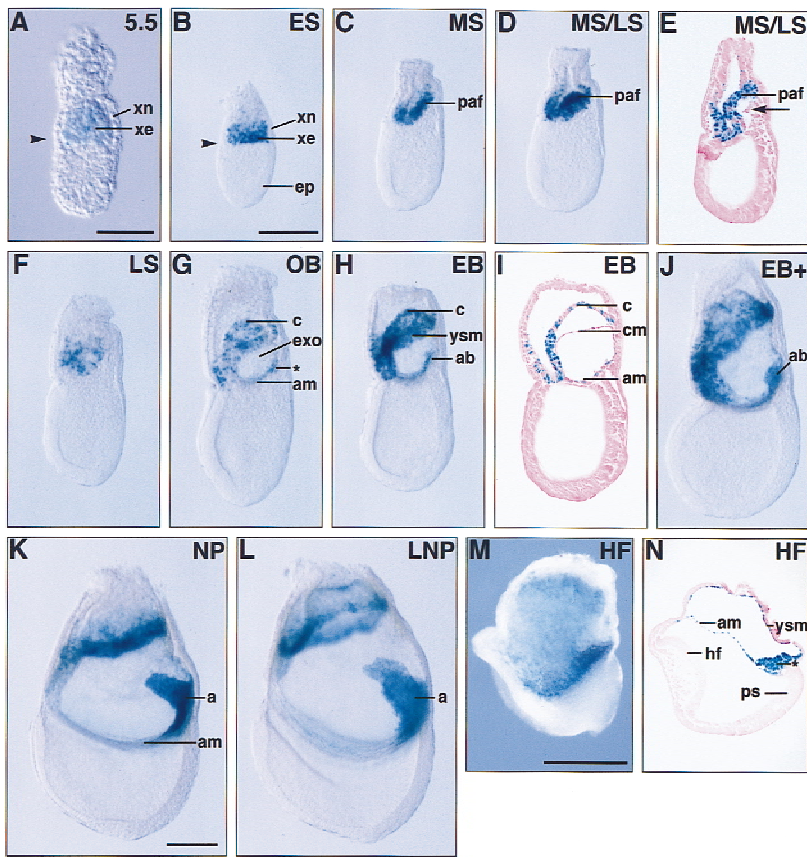 A 5.5
xn
xe
B ES
xn
xe
ep
C MS
paf
D MS/LS
paf
E MS/LS
paf
F LS
G OB
c
exo
*
am
H EB
c
ysm
ab
I EB
c
cm
am
J EB+
ab
K NP
a
am
L LNP
a
M HF
N HF
am
ysm
hf
*
ps